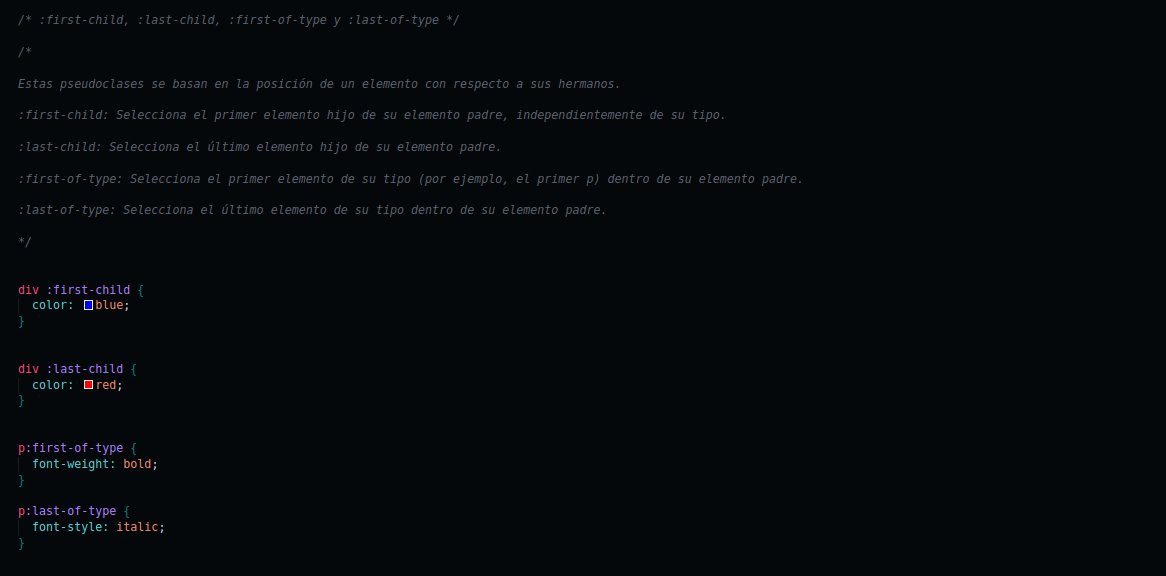 /* :first-child, :last-child, :first-of-type y :last-of-type */
/*
Estas pseudoclases se basan en la posición de un elemento con respecto a sus hermanos.
:first-child: Selecciona el primer elemento hijo de su elemento padre, independientemente de su tipo.
:last-child: Selecciona el último elemento hijo de su elemento padre.
:first-of-type: Selecciona el primer elemento de su tipo (por ejemplo, el primer p) dentro de su elemento padre.
:last-of-type: Selecciona el último elemento de su tipo dentro de su elemento padre.
*/
div :first-child {
color: blue;
}
div :last-child {
color: red;
}
p:first-of-type {
font-weight: bold;
}
p:last-of-type {
font-style: italic;
}